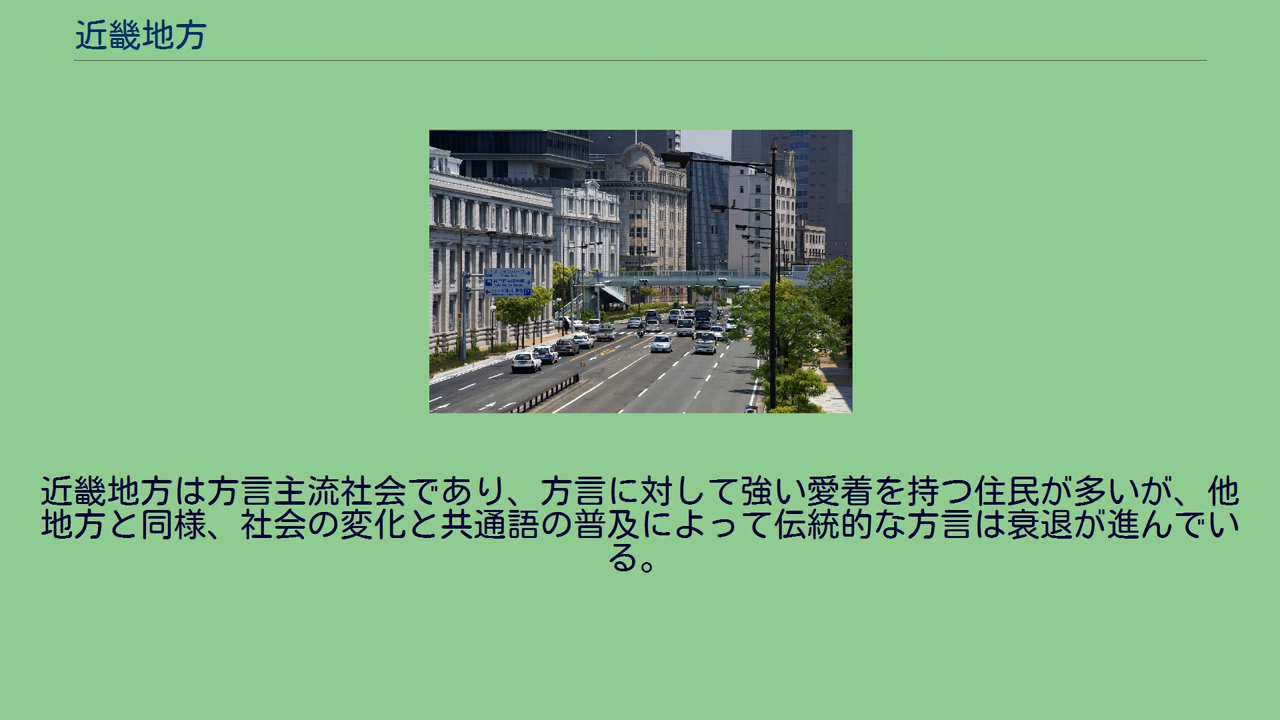 近畿地方
近畿地方は方言主流社会であり、方言に対して強い愛着を持つ住民が多いが、他
地方と同様、社会の変化と共通語の普及によって伝統的な方言は衰退が進んでい
る。